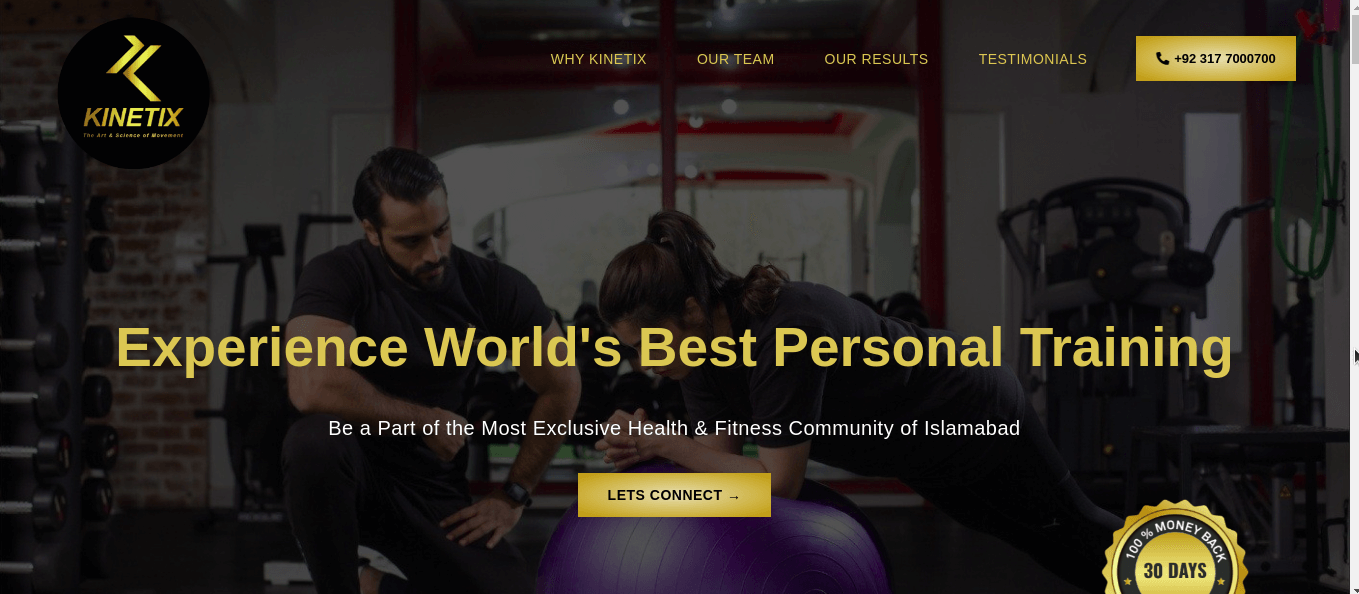 WHY KINETIX
OUR TEAM
OUR RESULTS
TESTIMONIALS
+92 317 7000700
KINETIX
The Art & Science of Movement
Experience World's Best Personal Training
Be a Part of the Most Exclusive Health & Fitness Community of Islamabad
LETS CONNECT →
100% MONEY BACK
30 DAYS